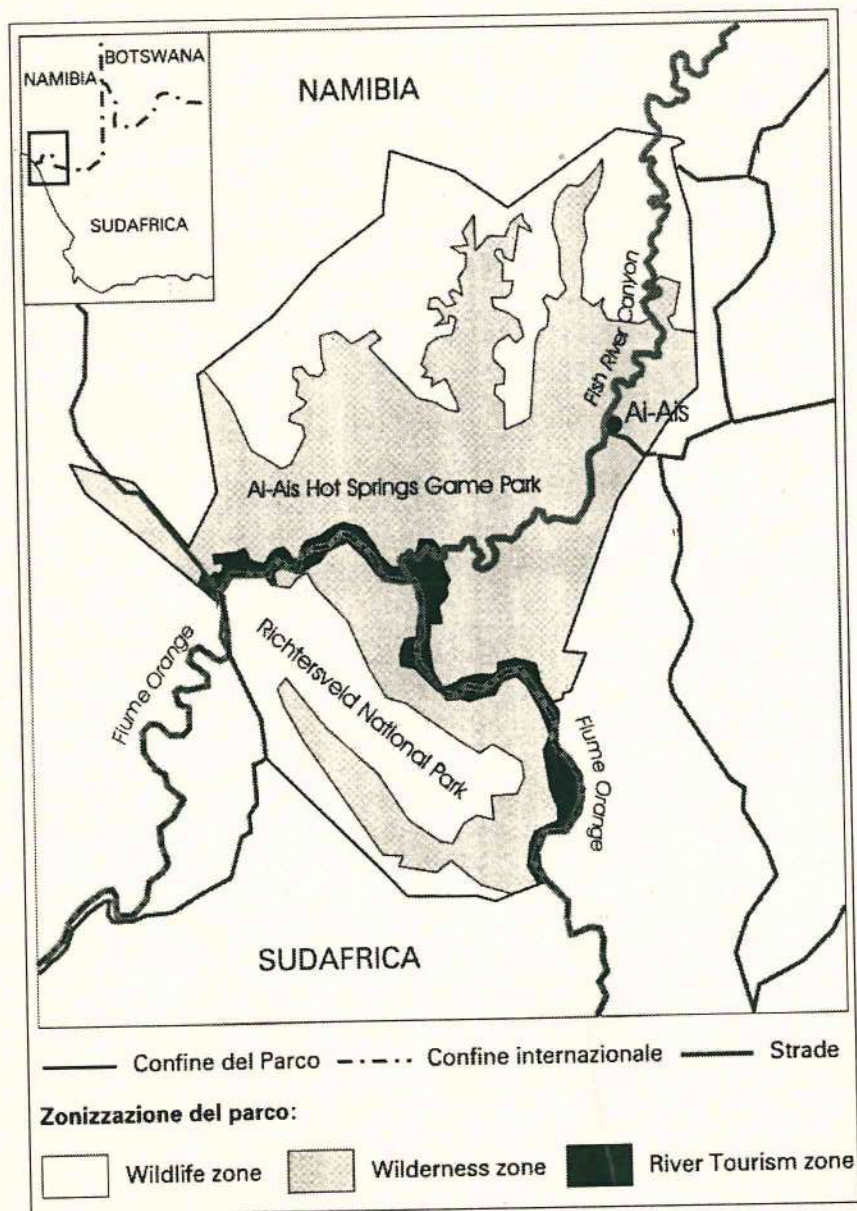 BOTSWANA
NAMIBIA
SUDAFRICA
NAMIBIA
Fish River Canyon
Ai-Ais
Ai-Ais Hot Springs Game Park
Fiume Orange
Richtersveld National Park
Fiume Orange
SUDAFRICA
Confine del Parco Confine internazionale Strade
Zonizzazione del parco:
Wildlife zone Wilderness zone River Tourism zone